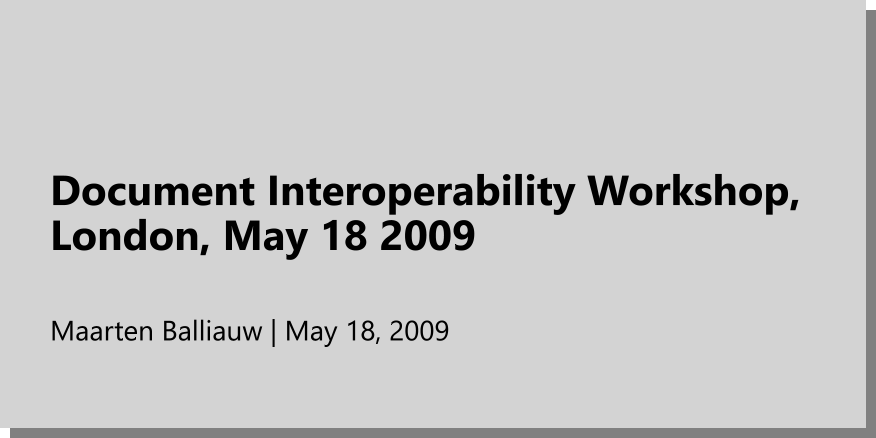 Document Interoperability Workshop,
London, May 18 2009
Maarten Balliauw | May 18, 2009